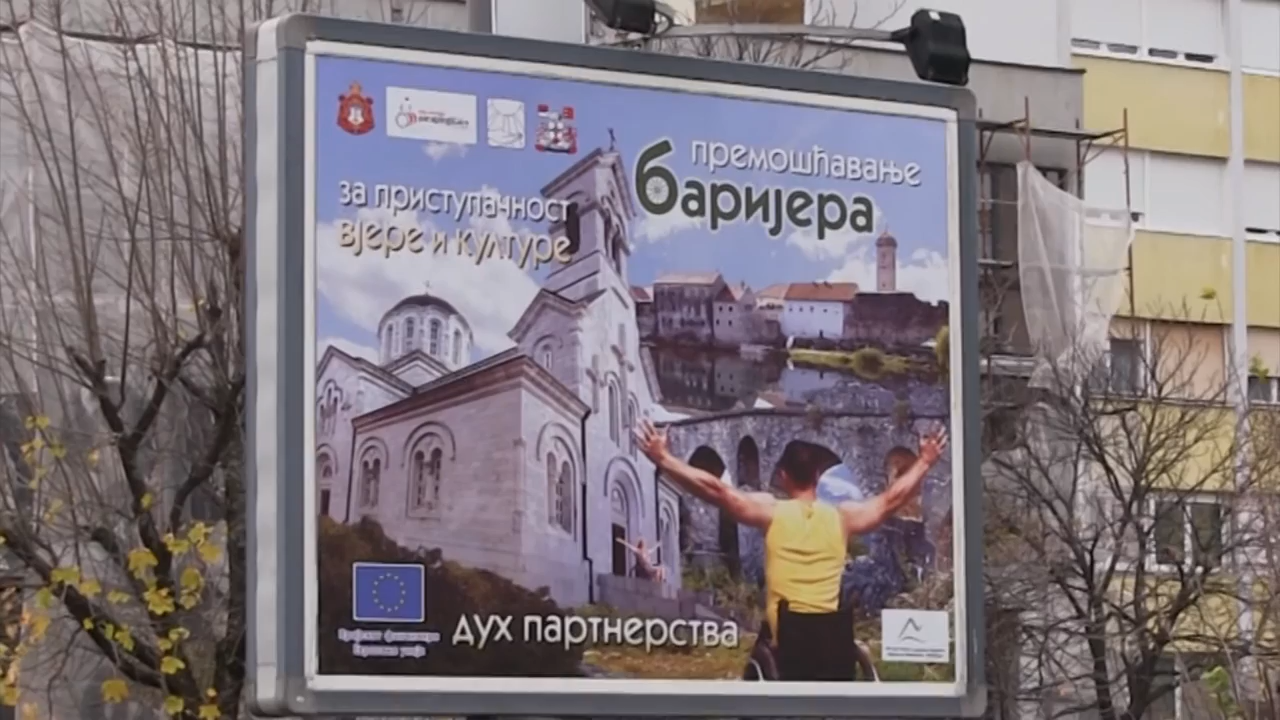 премошћавање
баријера
за приступачност
вјере и културе
дух партнерства